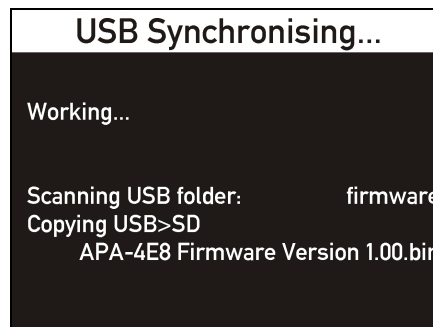 USB Synchronising...
Working...
Scanning USB folder: firmware
Copying USB>SD
APA-4E8 Firmware Version 1.00.bin